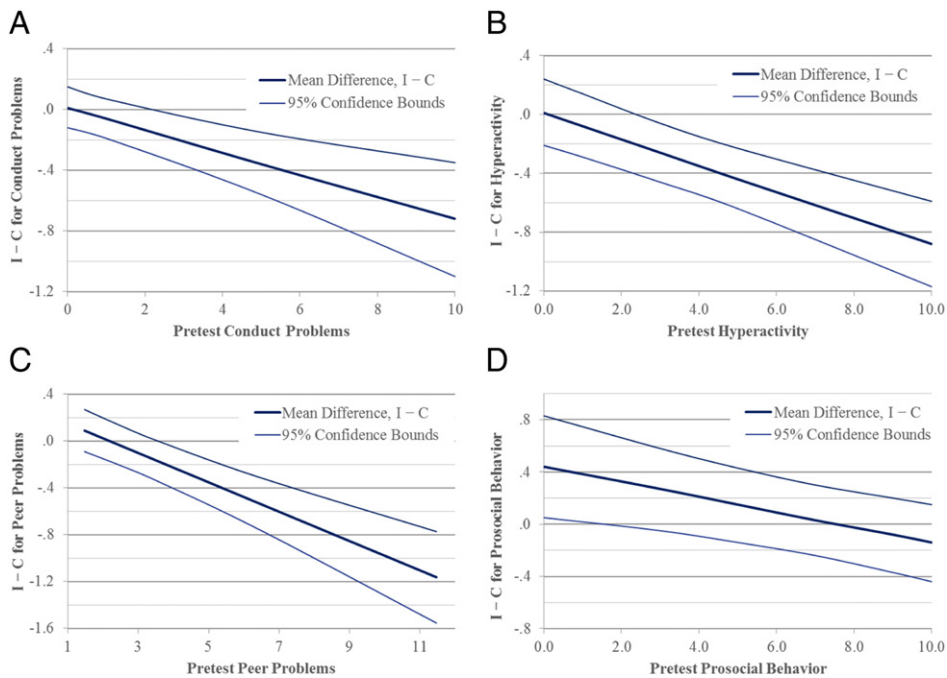 A
.4
.0
-.4
-.8
-1.2
I – C for Conduct Problems
Mean Difference, I – C
95% Confidence Bounds
0
2
4
6
8
10
Pretest Conduct Problems
B
.4
.0
-.4
-.8
-1.2
I – C for Hyperactivity
Mean Difference, I – C
95% Confidence Bounds
0.0
2.0
4.0
6.0
8.0
10.0
Pretest Hyperactivity
C
.4
.0
-.4
-.8
-1.2
-1.6
I – C for Peer Problems
Mean Difference, I – C
95% Confidence Bounds
1
3
5
7
9
11
Pretest Peer Problems
D
.8
.4
.0
-.4
-.8
I – C for Prosocial Behavior
Mean Difference, I – C
95% Confidence Bounds
0.0
2.0
4.0
6.0
8.0
10.0
Pretest Prosocial Behavior